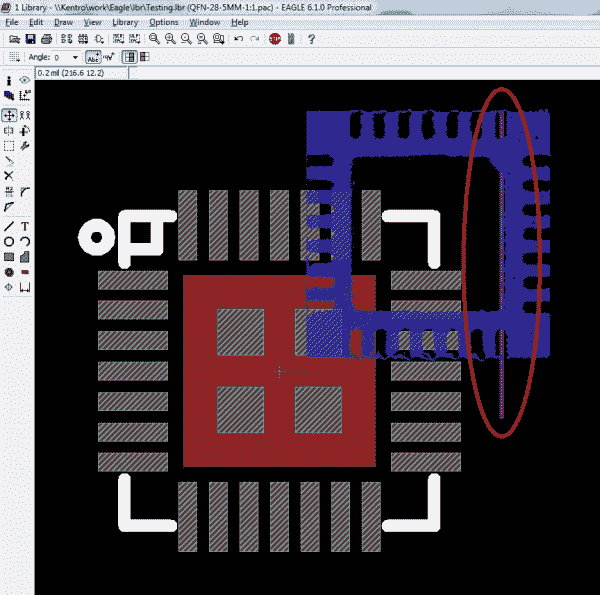 1 Library - \\Kentro\work\Eagle\lbr\Testing.lbr (QFN-28-5MM-1:1.pac) - EAGLE 6.1.0 Professional
File Edit Draw View Library Options Window Help
Angle: 0
0.2 mil (216.6 12.2)